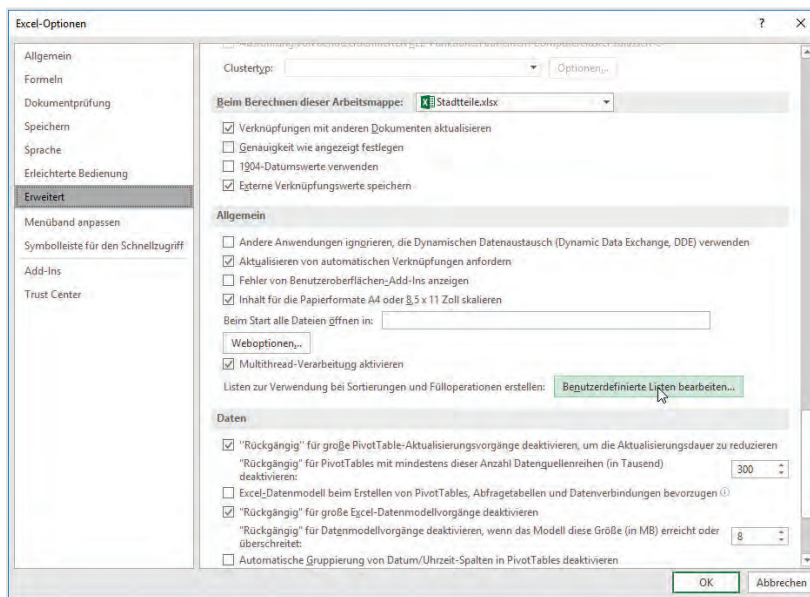 Excel-Optionen
?
Allgemein
Formeln
Dokumentprüfung
Speichern
Sprache
Erleichterte Bedienung
Erweitert
Menüband anpassen
Symbolleiste für den Schnellzugriff
Add-Ins
Trust Center
Clustertyp:
Optionen...
Beim Berechnen dieser Arbeitsmappe:
Stadtteile.xlsx
Verknüpfungen mit anderen Dokumenten aktualisieren
Genauigkeit wie angezeigt festlegen
1904-Datumswerte verwenden
Externe Verknüpfungswerte speichern
Allgemein
Andere Anwendungen ignorieren, die Dynamischen Datenaustausch (Dynamic Data Exchange, DDE) verwenden
Aktualisieren von automatischen Verknüpfungen anfordern
Fehler von Benutzeroberflächen-Add-Ins anzeigen
Inhalt für die Papierformate A4 oder 8,5 x 11 Zoll skalieren
Beim Start alle Dateien öffnen in:
Weboptionen...
Multithread-Verarbeitung aktivieren
Listen zur Verwendung bei Sortierungen und Fülloperationen erstellen:
Benutzerdefinierte Listen bearbeiten...
Daten
"Rückgängig" für große PivotTable-Aktualisierungsvorgänge deaktivieren, um die Aktualisierungsdauer zu reduzieren
"Rückgängig" für PivotTables mit mindestens dieser Anzahl Datenquellenreihen (in Tausend)
deaktivieren:
300
Excel-Datenmodell beim Erstellen von PivotTables, Abfragetabellen und Datenverbindungen bevorzugen
"Rückgängig" für große Excel-Datenmodellvorgänge deaktivieren
"Rückgängig" für Datenmodellvorgänge deaktivieren, wenn das Modell diese Größe (in MB) erreicht oder
überschreitet:
8
Automatische Gruppierung von Datum/Uhrzeit-Spalten in PivotTables deaktivieren
OK
Abbrechen